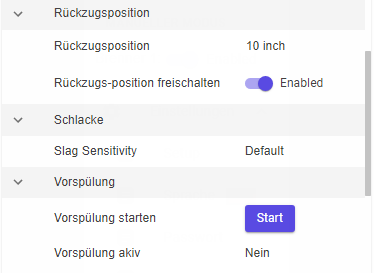 Rückzugsposition
Rückzugsposition 10 inch
Rückzugs-position freischalten Enabled
Schlacke
Slag Sensitivity Default
Vorspülung
Vorspülung starten Start
Vorspülung akiv Nein